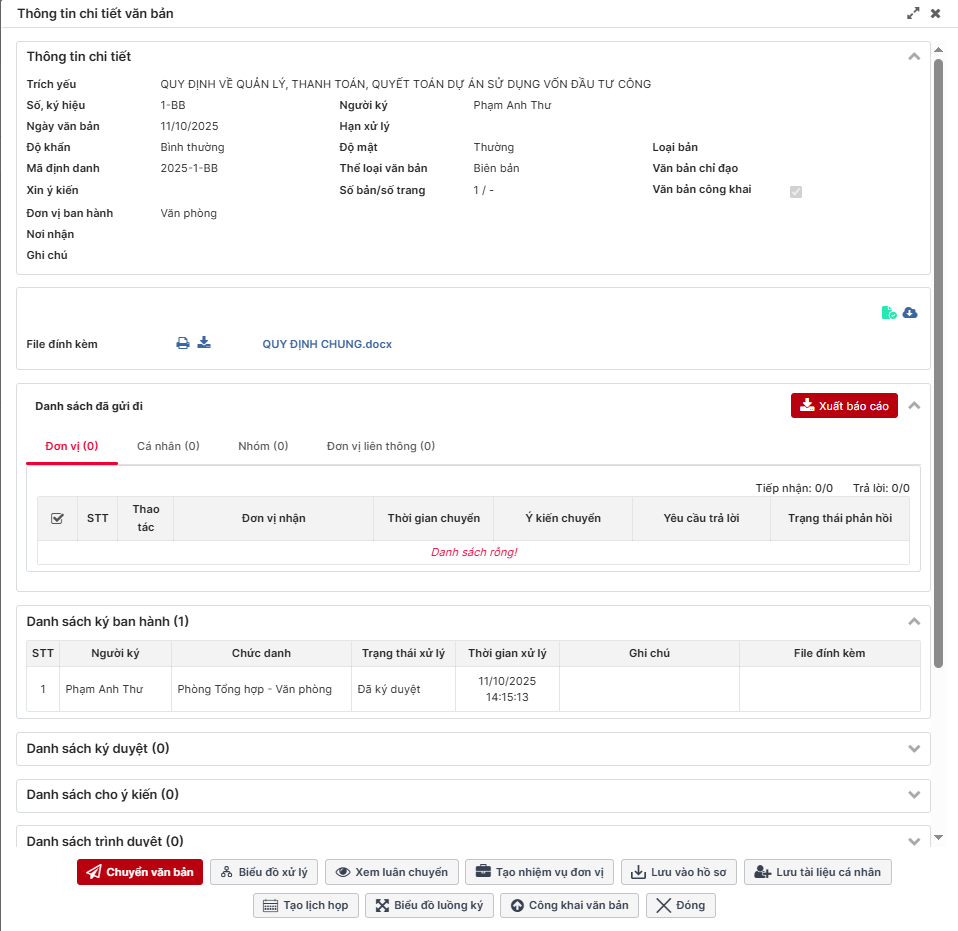 Thông tin chi tiết văn bản
Thông tin chi tiết
Trích yếu QUY ĐỊNH VỀ QUẢN LÝ, THANH TOÁN, QUYẾT TOÁN DỰ ÁN SỬ DỤNG VỐN ĐẦU TƯ CÔNG
Số, ký hiệu 1-BB Người ký Phạm Anh Thư
Ngày văn bản 11/10/2025 Hạn xử lý
Độ khẩn Bình thường Độ mật Thường Loại bản
Mã định danh 2025-1-BB Thể loại văn bản Biên bản Văn bản chỉ đạo
Xin ý kiến Số bản/số trang 1 / - Văn bản công khai
Đơn vị ban hành Văn phòng
Nơi nhận
Ghi chú
File đính kèm QUY ĐỊNH CHUNG.docx
Danh sách đã gửi đi Xuất báo cáo
Đơn vị (0) Cá nhân (0) Nhóm (0) Đơn vị liên thông (0)
Tiếp nhận: 0/0 Trả lời: 0/0
STT Thao tác Đơn vị nhận Thời gian chuyển Ý kiến chuyển Yêu cầu trả lời Trạng thái phản hồi
Danh sách rỗng!
Danh sách ký ban hành (1)
STT Người ký Chức danh Trạng thái xử lý Thời gian xử lý Ghi chú File đính kèm
1 Phạm Anh Thư Phòng Tổng hợp - Văn phòng Đã ký duyệt 11/10/2025 14:15:13
Danh sách ký duyệt (0)
Danh sách cho ý kiến (0)
Danh sách trình duyệt (0)
Chuyển văn bản Biểu đồ xử lý Xem luân chuyển Tạo nhiệm vụ đơn vị Lưu vào hồ sơ Lưu tài liệu cá nhân
Tạo lịch họp Biểu đồ luồng ký Công khai văn bản Đóng